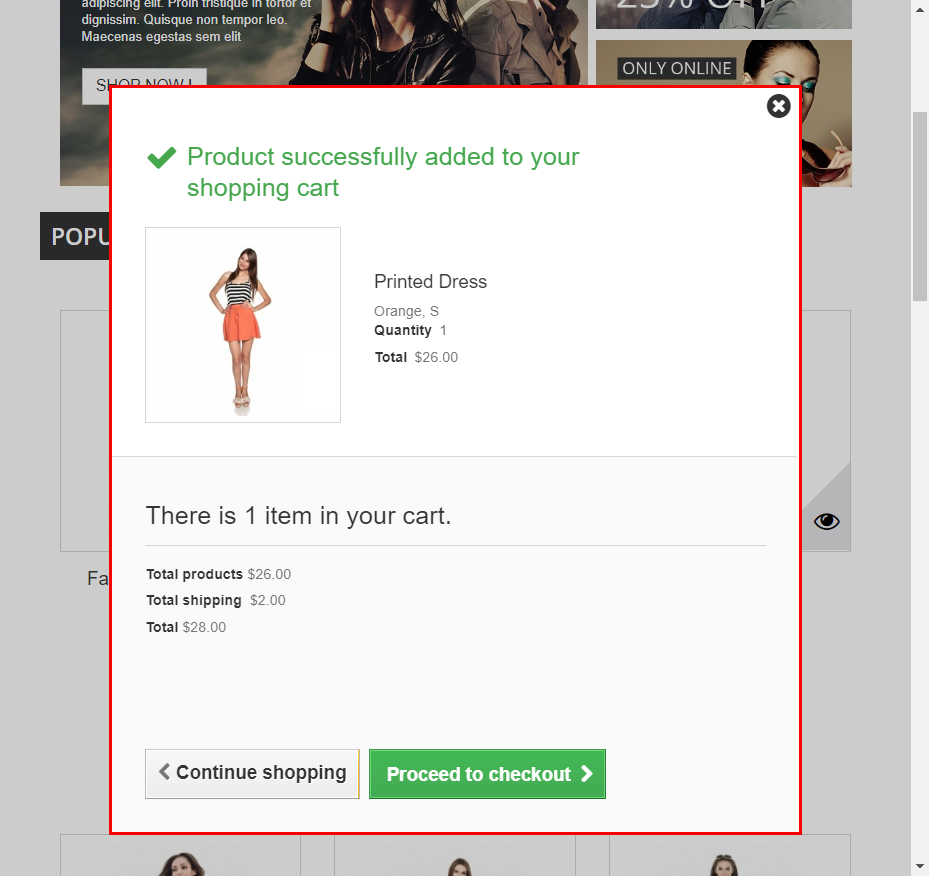 adipiscing elit. Proin tristique in tortor et
dignissim. Quisque non tempor leo.
Maecenas egestas sem elit
SHOP NOW !
25% OFF
ONLY ONLINE
Product successfully added to your
shopping cart
POPU
Printed Dress
Orange, S
Quantity 1
Total $26.00
There is 1 item in your cart.
Fa
Total products $26.00
Total shipping $2.00
Total $28.00
Continue shopping
Proceed to checkout